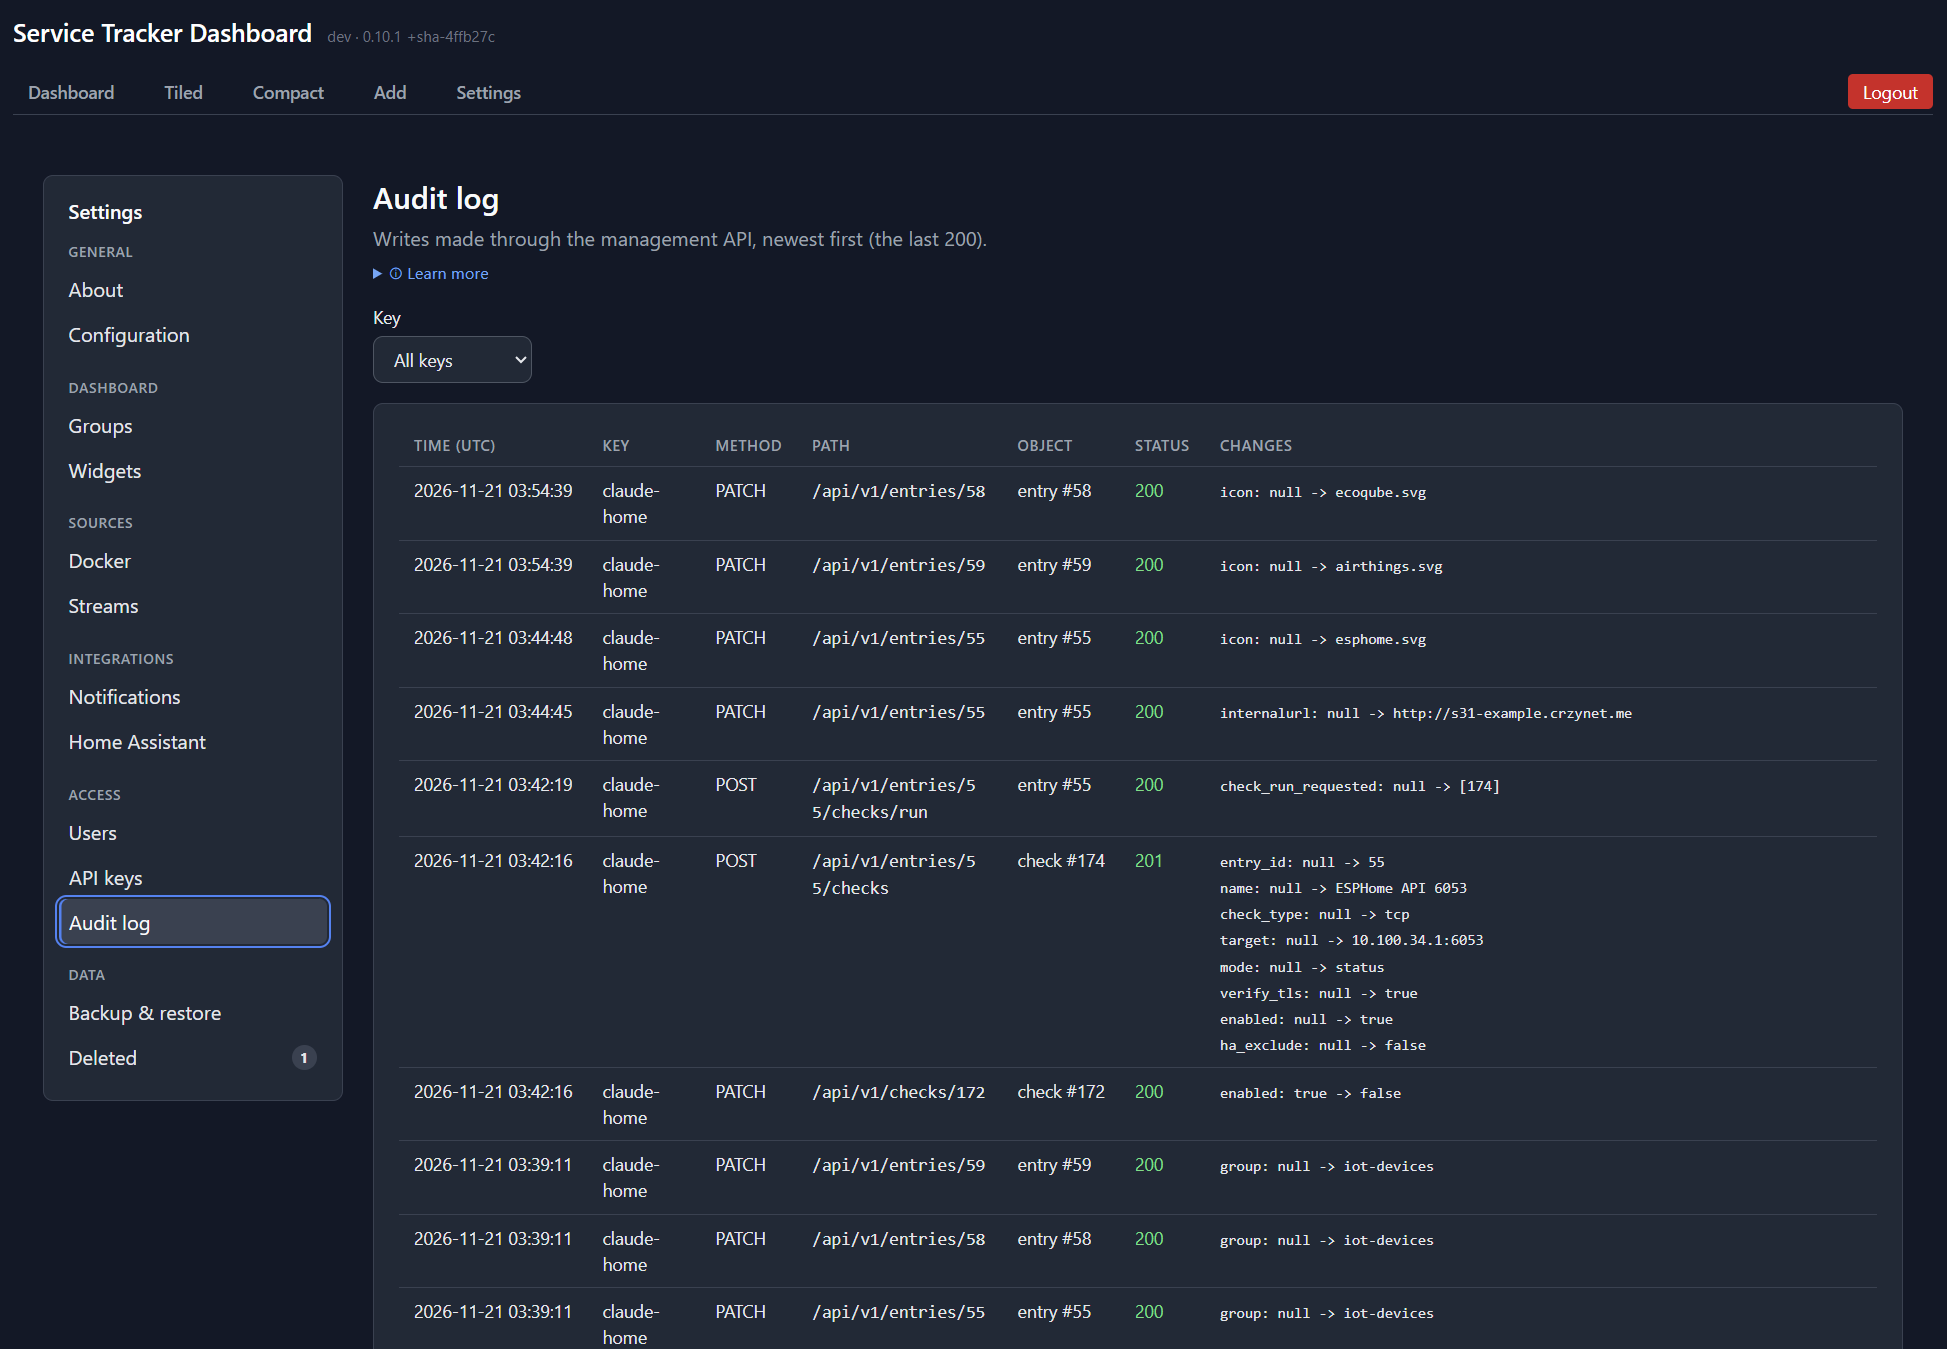 Service Tracker Dashboard dev · 0.10.1 +sha-4ffb27c
Dashboard Tiled Compact Add Settings Logout
Settings
GENERAL
About
Configuration
DASHBOARD
Groups
Widgets
SOURCES
Docker
Streams
INTEGRATIONS
Notifications
Home Assistant
ACCESS
Users
API keys
Audit log
DATA
Backup & restore
Deleted 1
Audit log
Writes made through the management API, newest first (the last 200).
▶ ⓘ Learn more
Key
All keys
TIME (UTC) KEY METHOD PATH OBJECT STATUS CHANGES
2026-11-21 03:54:39 claude- PATCH /api/v1/entries/58 entry #58 200 icon: null -> ecoqube.svg
home
2026-11-21 03:54:39 claude- PATCH /api/v1/entries/59 entry #59 200 icon: null -> airthings.svg
home
2026-11-21 03:44:48 claude- PATCH /api/v1/entries/55 entry #55 200 icon: null -> esphome.svg
home
2026-11-21 03:44:45 claude- PATCH /api/v1/entries/55 entry #55 200 internalurl: null -> http://s31-example.crzynet.me
home
2026-11-21 03:42:19 claude- POST /api/v1/entries/5 entry #55 200 check_run_requested: null -> [174]
home 5/checks/run
2026-11-21 03:42:16 claude- POST /api/v1/entries/5 check #174 201 entry_id: null -> 55
home 5/checks name: null -> ESPHome API 6053
check_type: null -> tcp
target: null -> 10.100.34.1:6053
mode: null -> status
verify_tls: null -> true
enabled: null -> true
ha_exclude: null -> false
2026-11-21 03:42:16 claude- PATCH /api/v1/checks/172 check #172 200 enabled: true -> false
home
2026-11-21 03:39:11 claude- PATCH /api/v1/entries/59 entry #59 200 group: null -> iot-devices
home
2026-11-21 03:39:11 claude- PATCH /api/v1/entries/58 entry #58 200 group: null -> iot-devices
home
2026-11-21 03:39:11 claude- PATCH /api/v1/entries/55 entry #55 200 group: null -> iot-devices
home